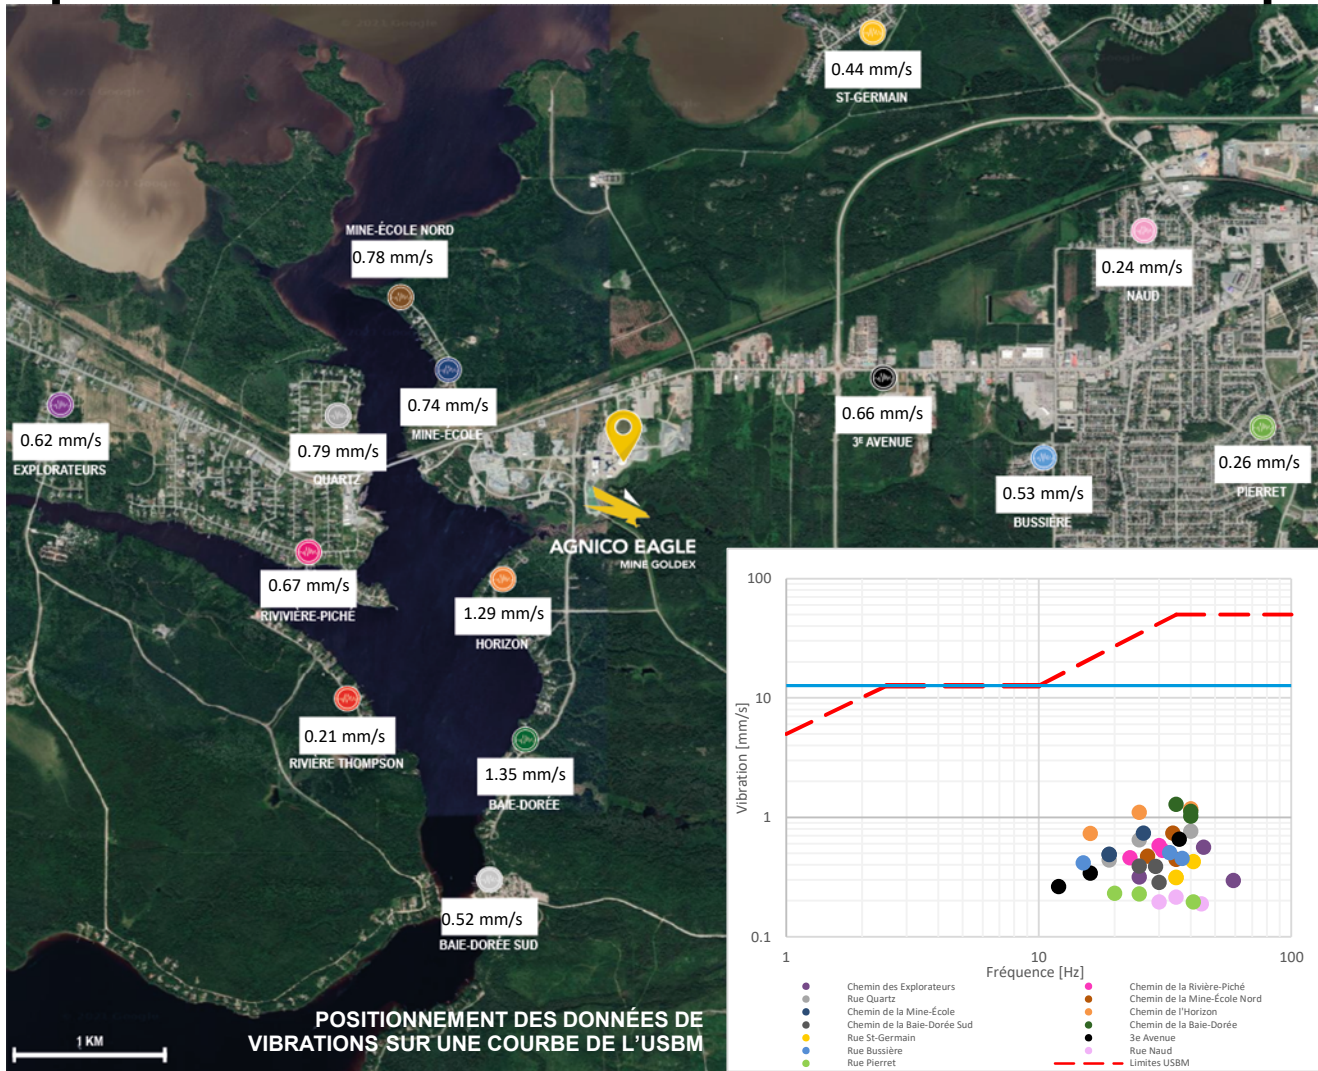 0.44 mm/s
ST-GERMAIN
MINE-ÉCOLE NORD
0.78 mm/s
0.24 mm/s
NAUD
0.74 mm/s
MINE-ÉCOLE
0.62 mm/s
EXPLORATEURS
0.79 mm/s
QUARTZ
0.66 mm/s
3E AVENUE
0.26 mm/s
PIERRET
0.53 mm/s
BUSSIÈRE
AGNICO EAGLE
MINE GOLDEX
0.67 mm/s
RIVIVIÈRE-PICHÉ
1.29 mm/s
HORIZON
0.21 mm/s
RIVIÈRE THOMPSON
1.35 mm/s
BAIE-DORÉE
0.52 mm/s
BAIE-DORÉE SUD
POSITIONNEMENT DES DONNÉES DE
VIBRATIONS SUR UNE COURBE DE L'USBM
1 KM
Vibration [mm/s]
100
10
1
0.1
1
10
100
Fréquence [Hz]
Chemin des Explorateurs
Chemin de la Rivière-Piché
Rue Quartz
Chemin de la Mine-École Nord
Chemin de la Mine-École
Chemin de l'Horizon
Chemin de la Baie-Dorée Sud
Chemin de la Baie-Dorée
Rue St-Germain
3e Avenue
Rue Bussière
Rue Naud
Rue Pierret
Limites USBM